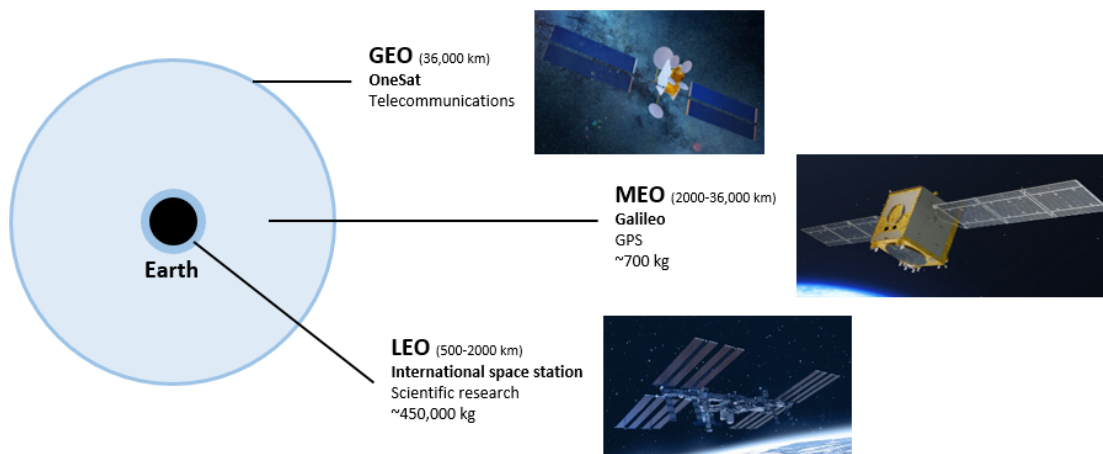 GEO (36,000 km)
OneSat
Telecommunications
MEO (2000-36,000 km)
Galileo
GPS
~700 kg
Earth
LEO (500-2000 km)
International space station
Scientific research
~450,000 kg